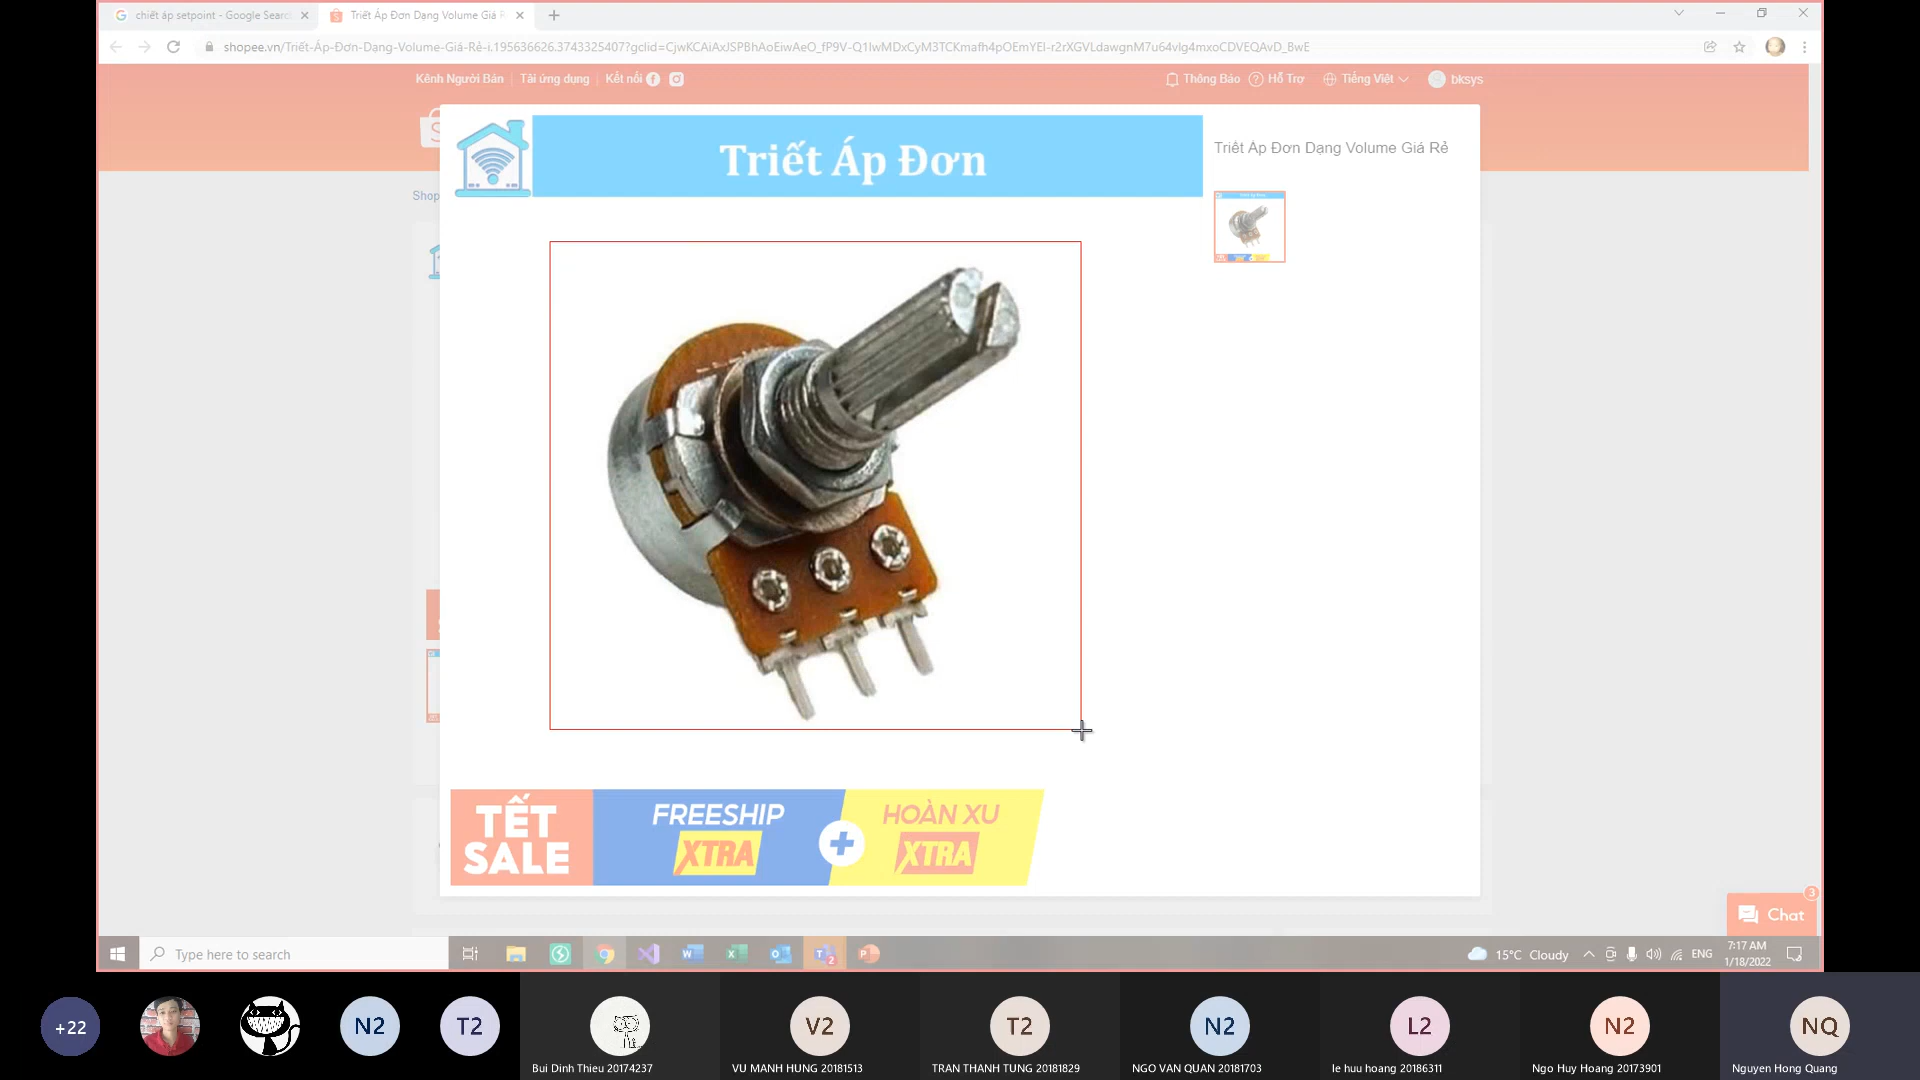 chiết áp setpoint - Google Searc
Triết Áp Đơn Dạng Volume Giá R
shopee.vn/Triết-Áp-Đơn-Dạng-Volume-Giá-Rẻ-i.195636626.3743325407?gclid=CjwKCAiAxJSPBhAoEiwAeO_fP9V-Q1IwMDxCyM3TCKmafh4pOEmYEI-r2rXGVLdawgnM7u64vlg4mxoCDVEQAvD_BwE
Kênh Người Bán
Tải ứng dụng
Kết nối
Thông Báo
Hỗ Trợ
Tiếng Việt
bksys
Triết Áp Đơn
Triết Áp Đơn Dạng Volume Giá Rẻ
Shop
TẾT
SALE
FREESHIP
XTRA
HOÀN XU
XTRA
3
Chat
Type here to search
2
15°C Cloudy
ENG
7:17 AM
1/18/2022
+22
N2
T2
V2
T2
N2
L2
N2
NQ
Bui Dinh Thieu 20174237
VU MANH HUNG 20181513
TRAN THANH TUNG 20181829
NGO VAN QUAN 20181703
le huu hoang 20186311
Ngo Huy Hoang 20173901
Nguyen Hong Quang